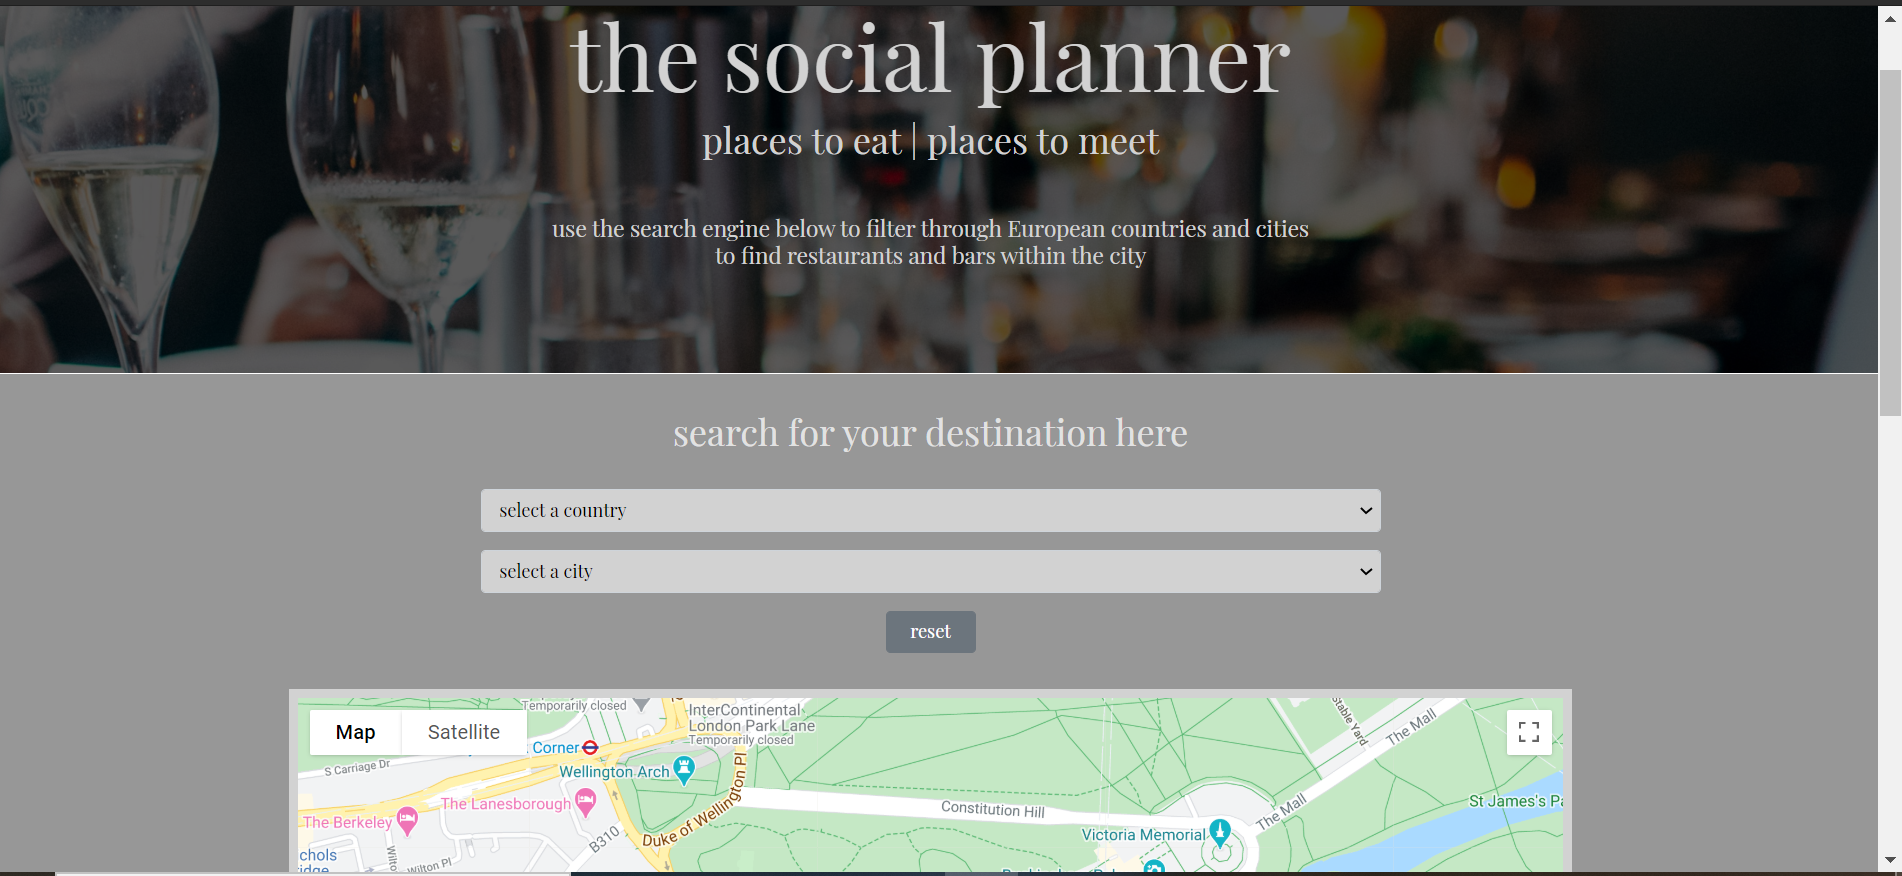 the social planner
places to eat | places to meet
use the search engine below to filter through European countries and cities
to find restaurants and bars within the city
search for your destination here
select a country
select a city
reset
Temporarily closed
InterContinental
London Park Lane
Temporarily closed
Map
Satellite
Corner
S Carriage Dr
Wellington Arch
The Lanesborough
The Berkeley
Duke of Wellington Pl
B310
Wilton Pl
Constitution Hill
Victoria Memorial
The Mall
The Mall
Stable Yard
St James's Pa
chols